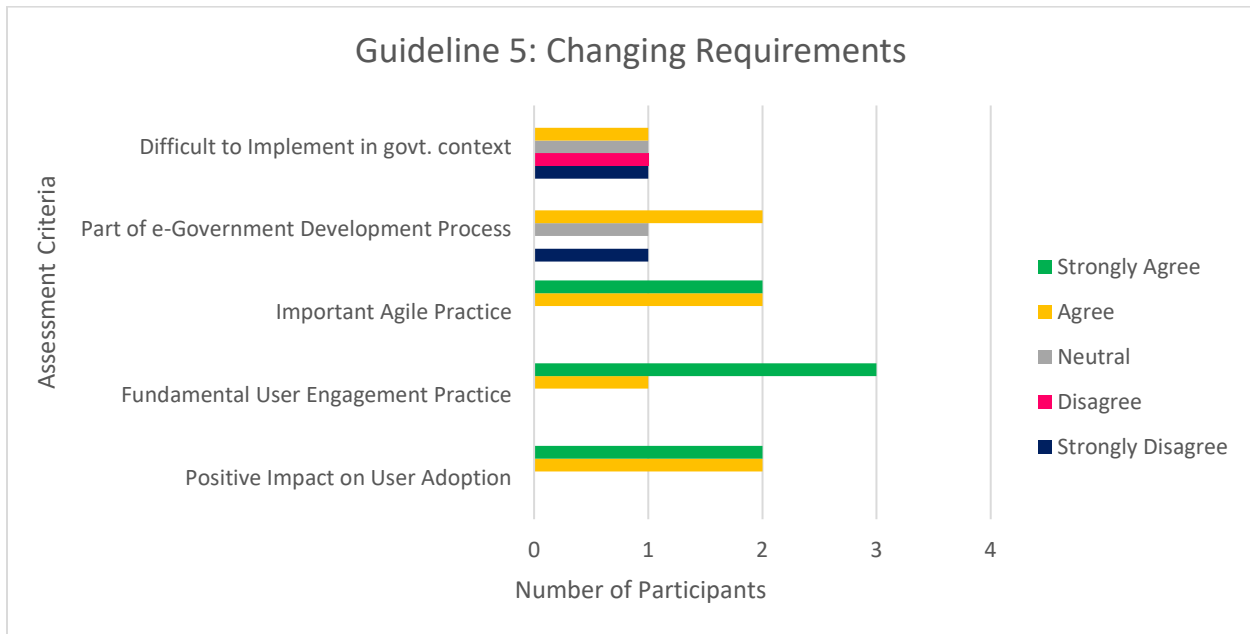 Guideline 5: Changing Requirements
Assessment Criteria
Difficult to Implement in govt. context
Part of e-Government Development Process
Important Agile Practice
Fundamental User Engagement Practice
Positive Impact on User Adoption
0 1 2 3 4
Number of Participants
Strongly Agree
Agree
Neutral
Disagree
Strongly Disagree